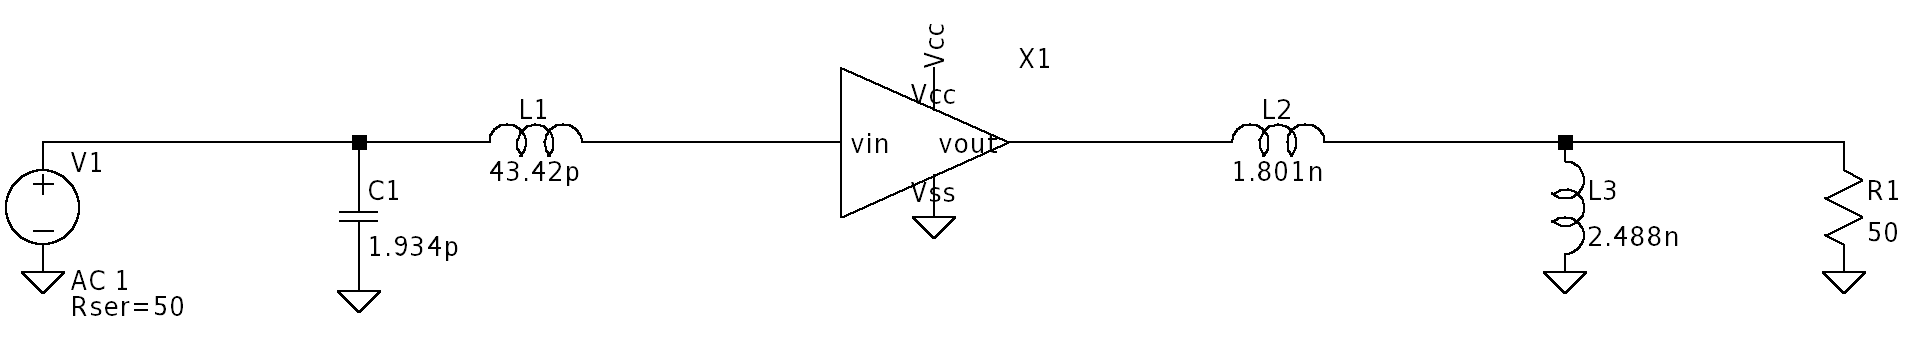 V1
AC 1
Rser=50
C1
1.934p
L1
43.42p
Vcc
X1
Vcc
vin
vout
Vss
L2
1.801n
L3
2.488n
R1
50